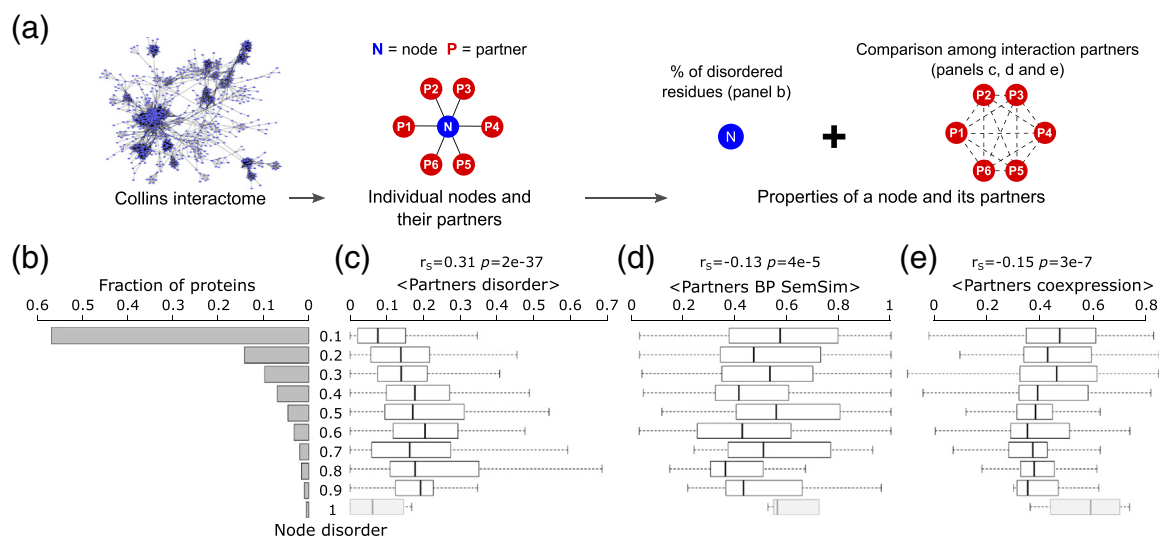 (a)
N = node P = partner
P2 P3
P1 N P4
P6 P5
% of disordered
residues (panel b)
N
+
Comparison among interaction partners
(panels c, d and e)
P2 P3
P1 P4
P6 P5
Collins interactome
Individual nodes and
their partners
Properties of a node and its partners
(b)
Fraction of proteins
0.6 0.5 0.4 0.3 0.2 0.1 0
0.1
0.2
0.3
0.4
0.5
0.6
0.7
0.8
0.9
1
Node disorder
(c)
rS=0.31 p=2e-37
<Partners disorder>
0 0.1 0.2 0.3 0.4 0.5 0.6 0.7
(d)
rS=-0.13 p=4e-5
<Partners BP SemSim>
0 0.2 0.4 0.6 0.8 1
(e)
rS=-0.15 p=3e-7
<Partners coexpression>
0 0.2 0.4 0.6 0.8